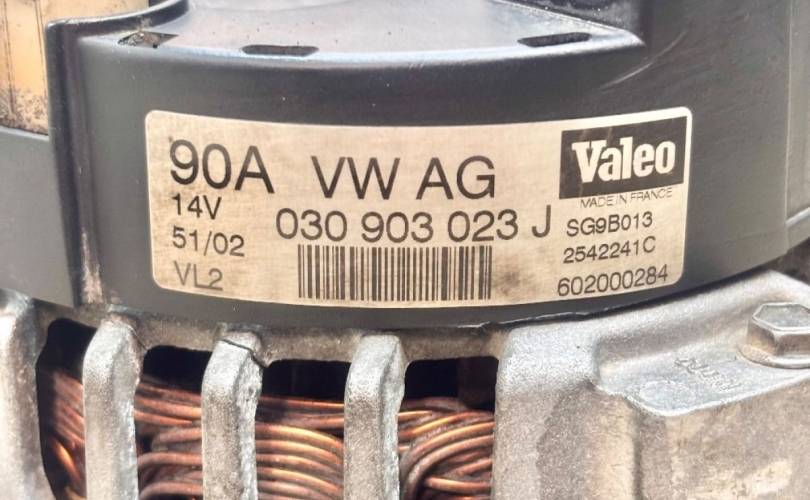 90A VW AG
14V
51/02
VL2
030 903 023 J
Valeo
MADE IN FRANCE
SG9B013
2542241C
602000284